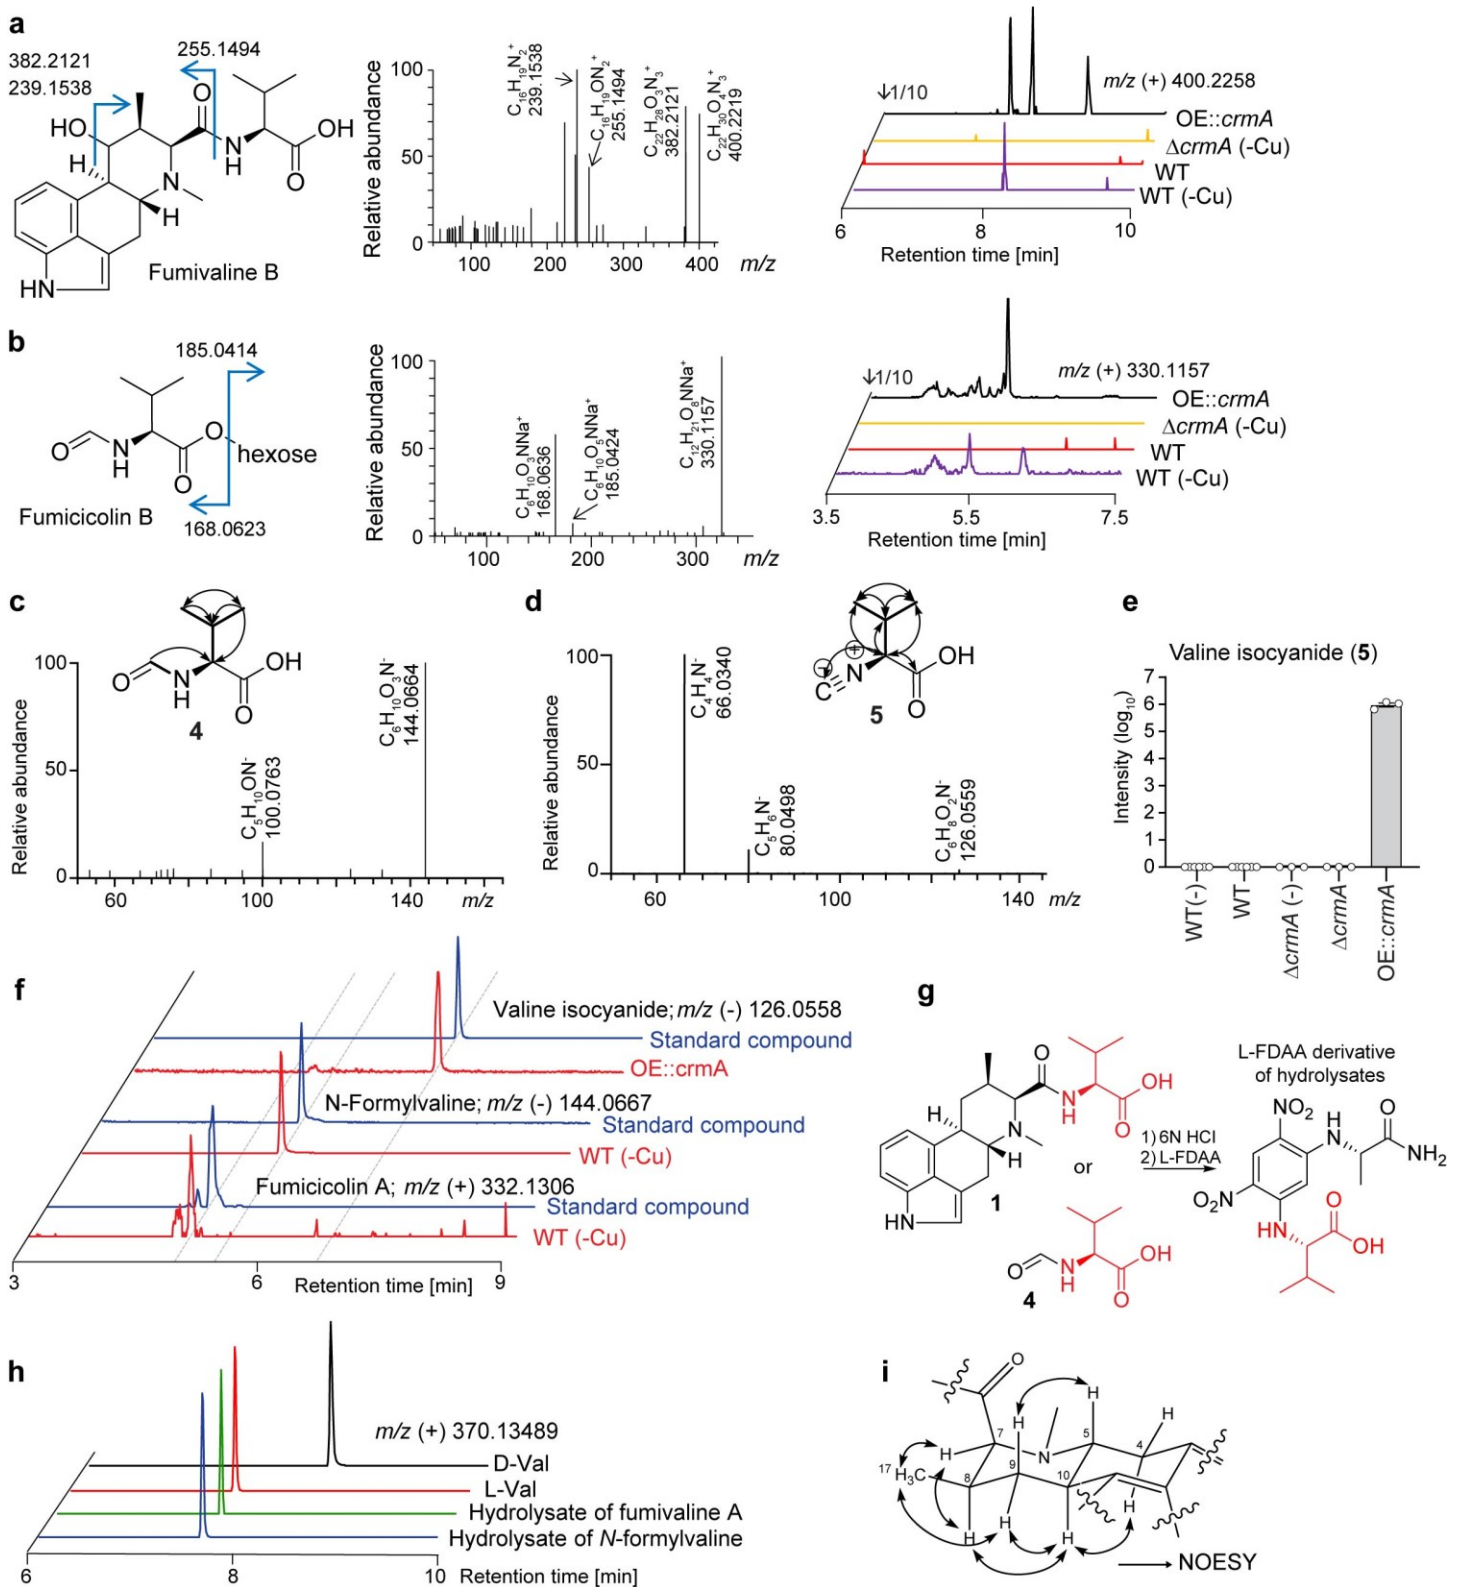 a
382.2121
239.1538
255.1494
HO
O
OH
N
H
O
H
N
H
HN
Fumivaline B
Relative abundance
100
50
0
C₁₆H₁₉N₂⁺
239.1538
C₁₆H₁₉ON₂⁺
255.1494
C₂₂H₂₈O₃N₃⁺
382.2121
C₂₂H₃₀O₄N₃⁺
400.2219
100 200 300 400 m/z
↓1/10
m/z (+) 400.2258
OE::crmA
ΔcrmA (-Cu)
WT
WT (-Cu)
6 8 10
Retention time [min]
b
185.0414
O
N
H
O
O
hexose
168.0623
Fumicicolin B
Relative abundance
100
50
0
C₆H₁₀O₃NNa⁺
168.0636
C₆H₁₀O₅NNa⁺
185.0424
C₁₂H₂₁O₈NNa⁺
330.1157
100 200 300 m/z
↓1/10
m/z (+) 330.1157
OE::crmA
ΔcrmA (-Cu)
WT
WT (-Cu)
3.5 5.5 7.5
Retention time [min]
c
Relative abundance
100
50
0
O
N
H
OH
O
4
C₅H₁₀ON⁻
100.0763
C₆H₁₀O₃N⁻
144.0664
60 100 140 m/z
d
Relative abundance
100
50
0
C₄H₄N⁻
66.0340
C₅H₆N⁻
80.0498
C₆H₈O₂N⁻
126.0559
C≡N
OH
O
5
60 100 140 m/z
e
Valine isocyanide (5)
Intensity (log₁₀)
7
6
5
4
3
2
1
0
WT(-)
WT
ΔcrmA (-)
ΔcrmA
OE::crmA
f
Valine isocyanide; m/z (-) 126.0558
Standard compound
OE::crmA
N-Formylvaline; m/z (-) 144.0667
Standard compound
WT (-Cu)
Fumicicolin A; m/z (+) 332.1306
Standard compound
WT (-Cu)
3 6 9
Retention time [min]
g
O
N
H
OH
O
H
N
H
HN
1
or
O
N
H
OH
O
4
1) 6N HCl
2) L-FDAA
L-FDAA derivative
of hydrolysates
NO₂
H
N
O
NH₂
NO₂
HN
O
OH
h
m/z (+) 370.13489
D-Val
L-Val
Hydrolysate of fumivaline A
Hydrolysate of N-formylvaline
6 8 10
Retention time [min]
i
O
H
H
H
7 N 5 4
H
17 H₃C
8 9 10
H
H H H
NOESY